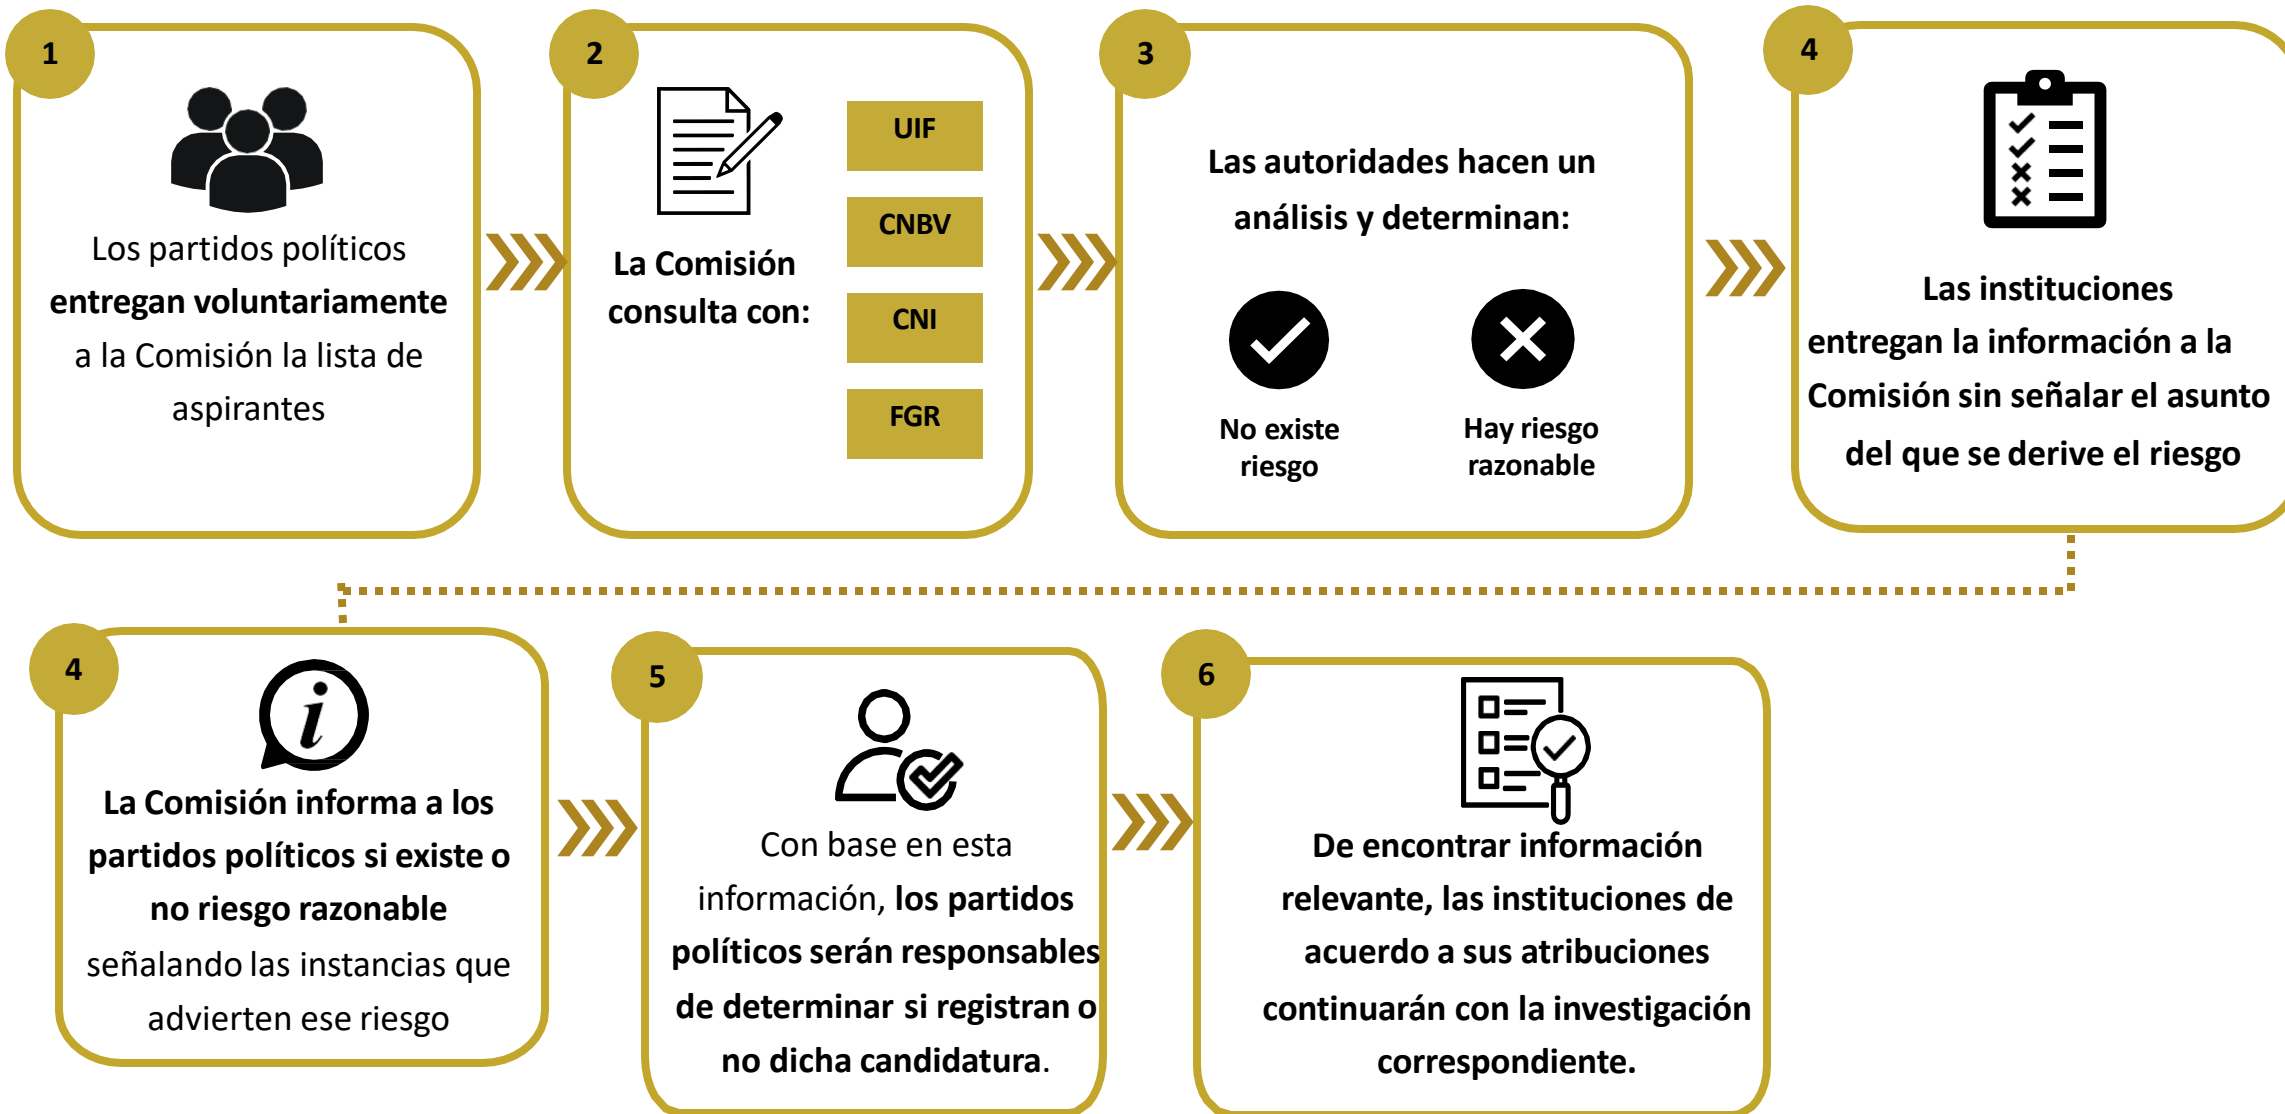 1
Los partidos políticos
entregan voluntariamente
a la Comisión la lista de
aspirantes
2
La Comisión
consulta con:
UIF
CNBV
CNI
FGR
3
Las autoridades hacen un
análisis y determinan:
No existe
riesgo
Hay riesgo
razonable
4
Las instituciones
entregan la información a la
Comisión sin señalar el asunto
del que se derive el riesgo
4
i
La Comisión informa a los
partidos políticos si existe o
no riesgo razonable
señalando las instancias que
advierten ese riesgo
5
Con base en esta
información, los partidos
políticos serán responsables
de determinar si registran o
no dicha candidatura.
6
De encontrar información
relevante, las instituciones de
acuerdo a sus atribuciones
continuarán con la investigación
correspondiente.